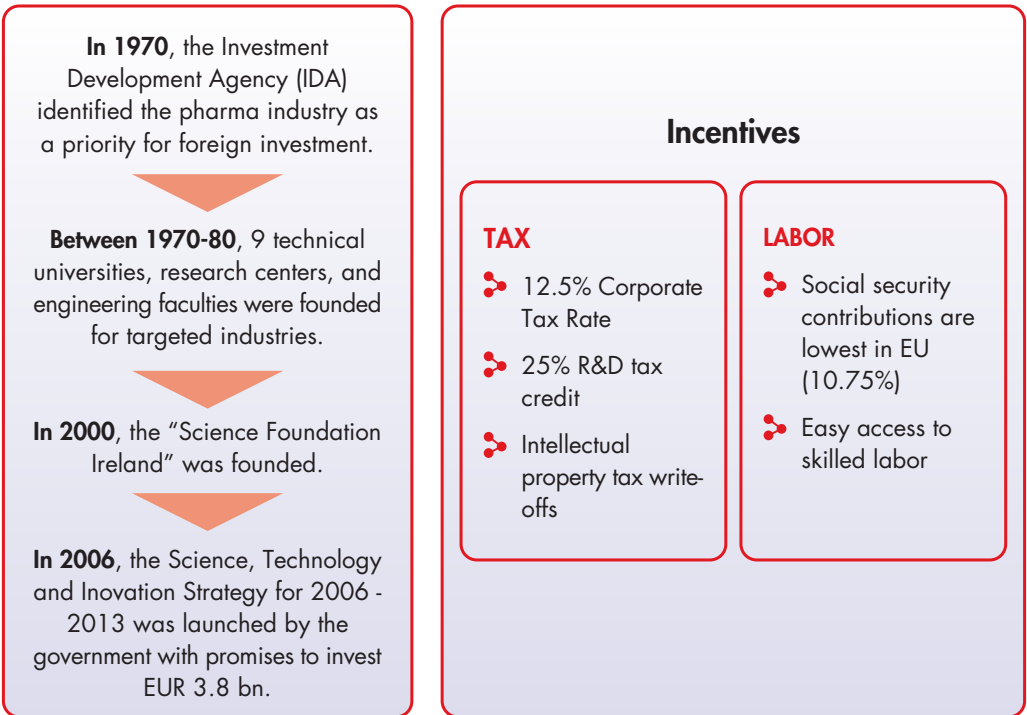 In 1970, the Investment
Development Agency (IDA)
identified the pharma industry as
a priority for foreign investment.
Between 1970-80, 9 technical
universities, research centers, and
engineering faculties were founded
for targeted industries.
In 2000, the “Science Foundation
Ireland” was founded.
In 2006, the Science, Technology
and Inovation Strategy for 2006 -
2013 was launched by the
government with promises to invest
EUR 3.8 bn.
Incentives
TAX
12.5% Corporate
Tax Rate
25% R&D tax
credit
Intellectual
property tax write-
offs
LABOR
Social security
contributions are
lowest in EU
(10.75%)
Easy access to
skilled labor